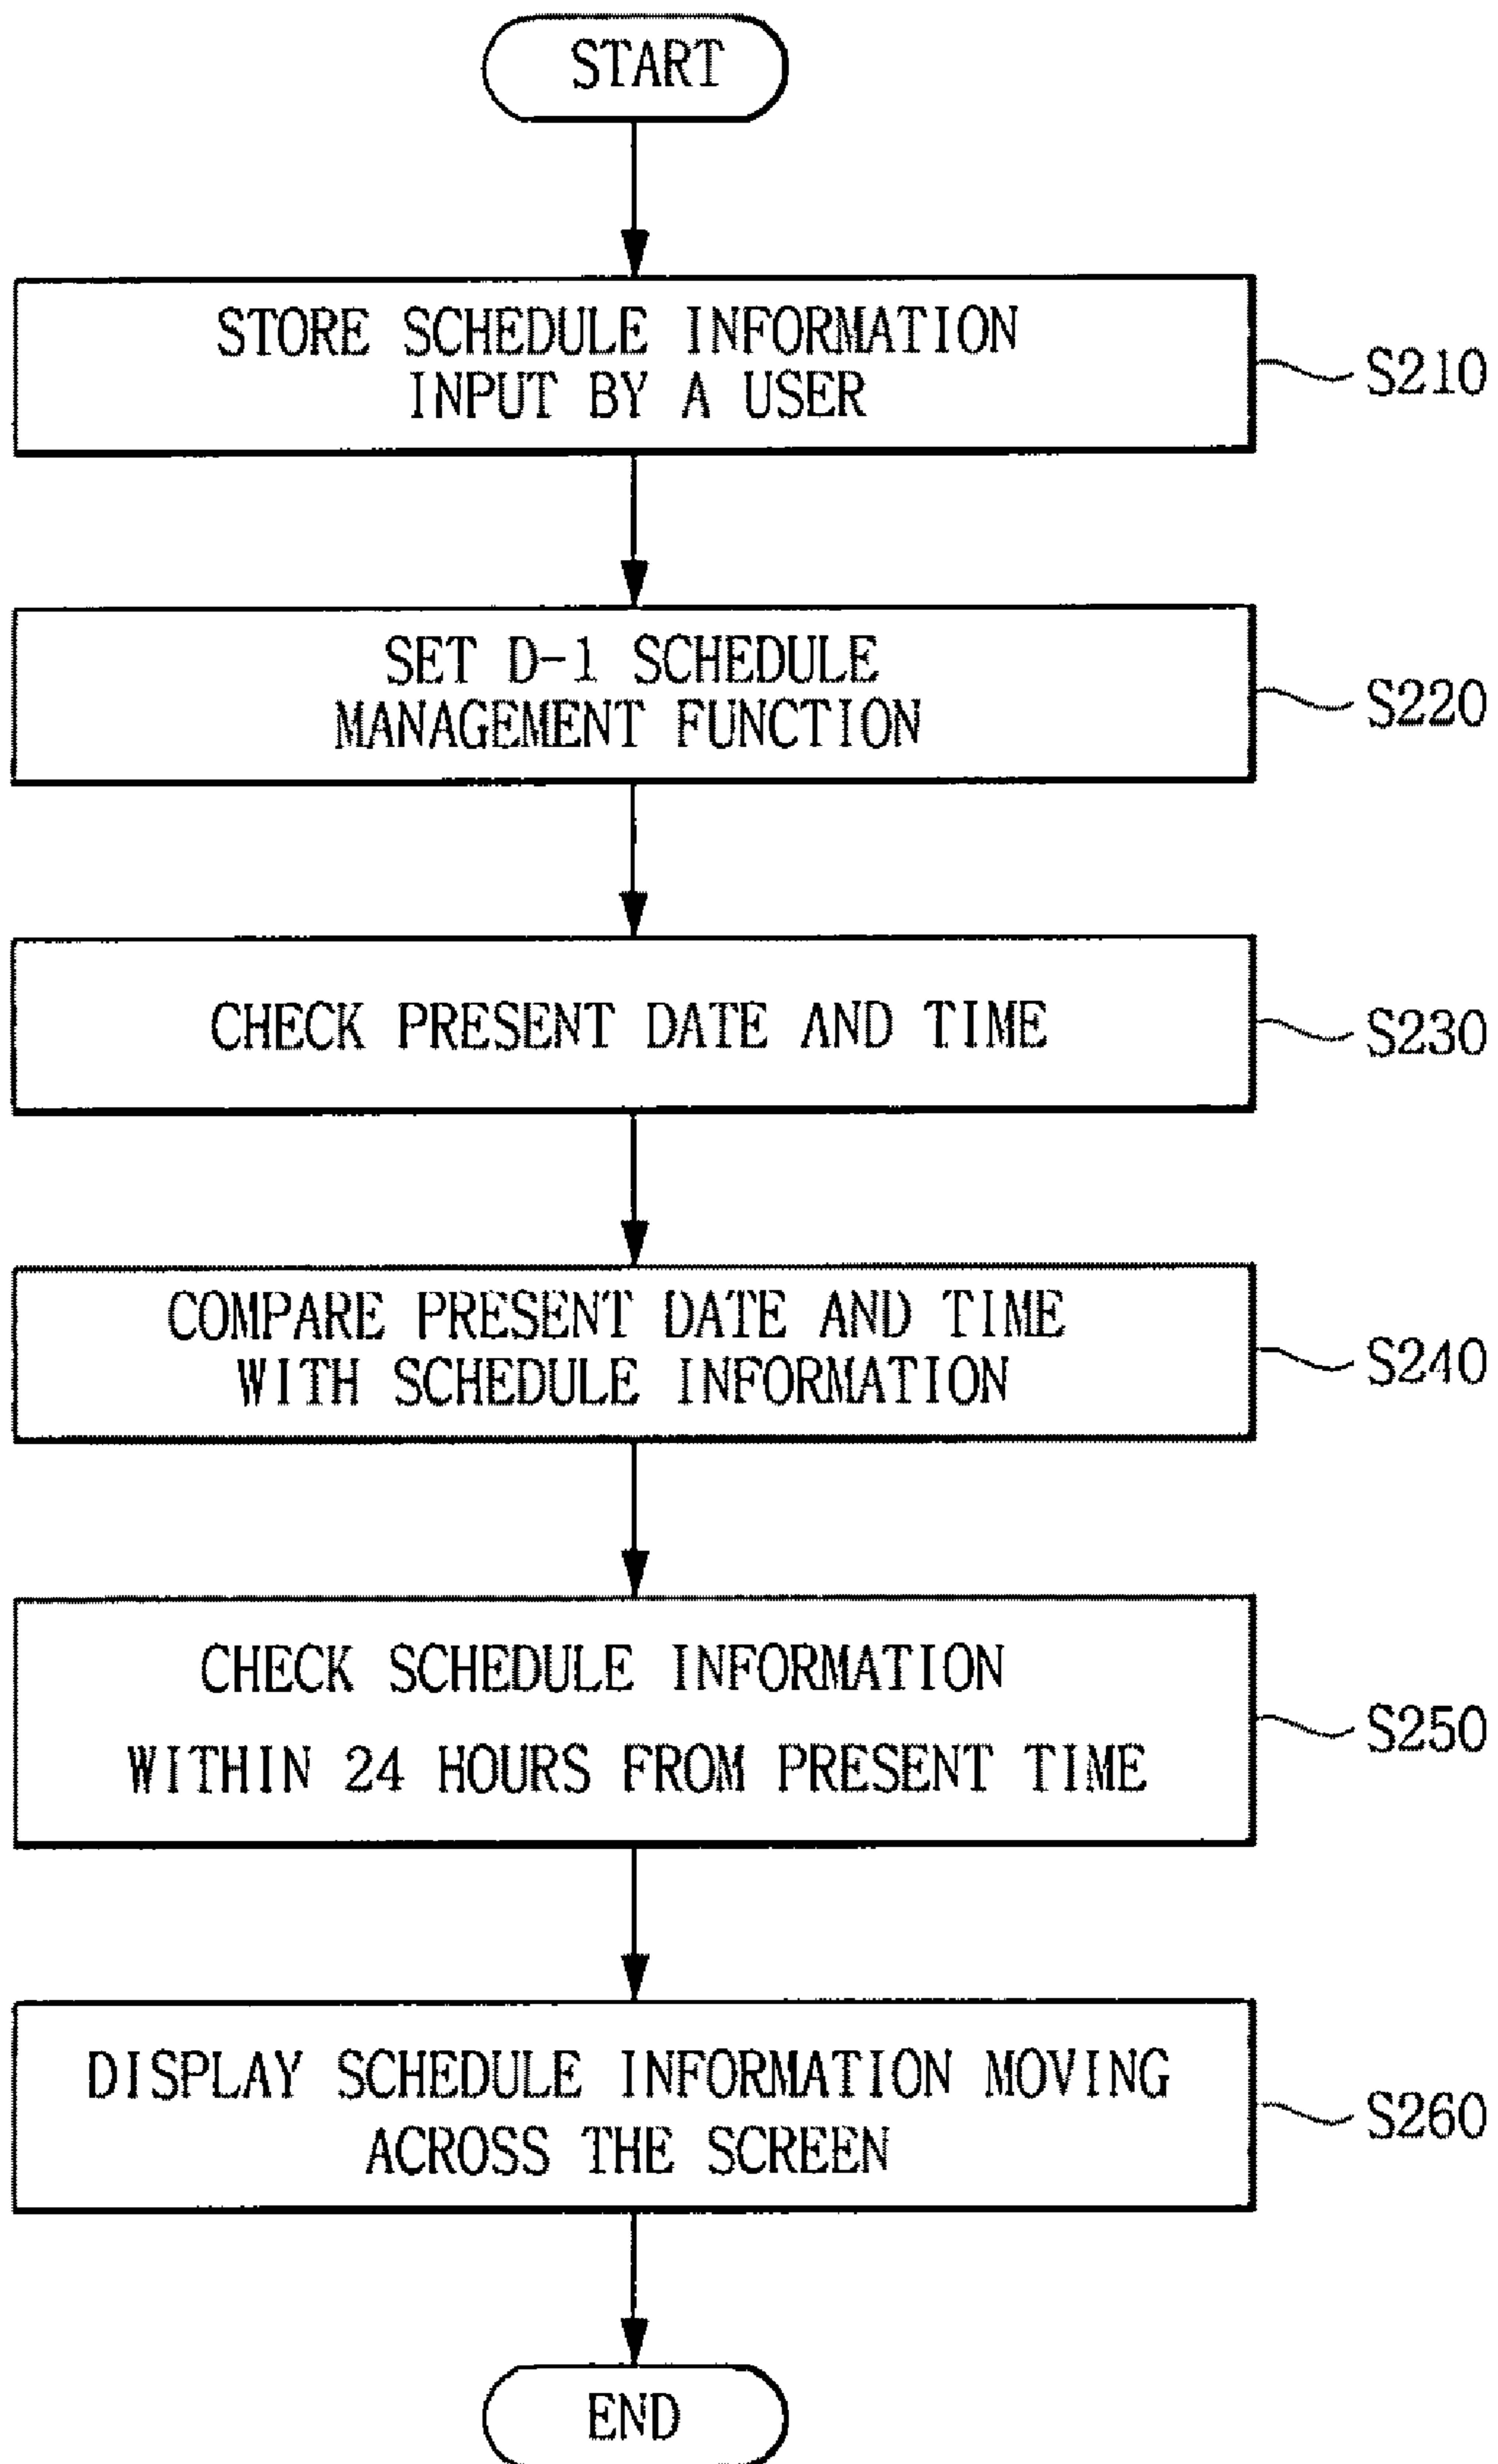 START
STORE SCHEDULE INFORMATION
INPUT BY A USER
S210
SET D-1 SCHEDULE
MANAGEMENT FUNCTION
S220
CHECK PRESENT DATE AND TIME
S230
COMPARE PRESENT DATE AND TIME
WITH SCHEDULE INFORMATION
S240
CHECK SCHEDULE INFORMATION
WITHIN 24 HOURS FROM PRESENT TIME
S250
DISPLAY SCHEDULE INFORMATION MOVING
ACROSS THE SCREEN
S260
END